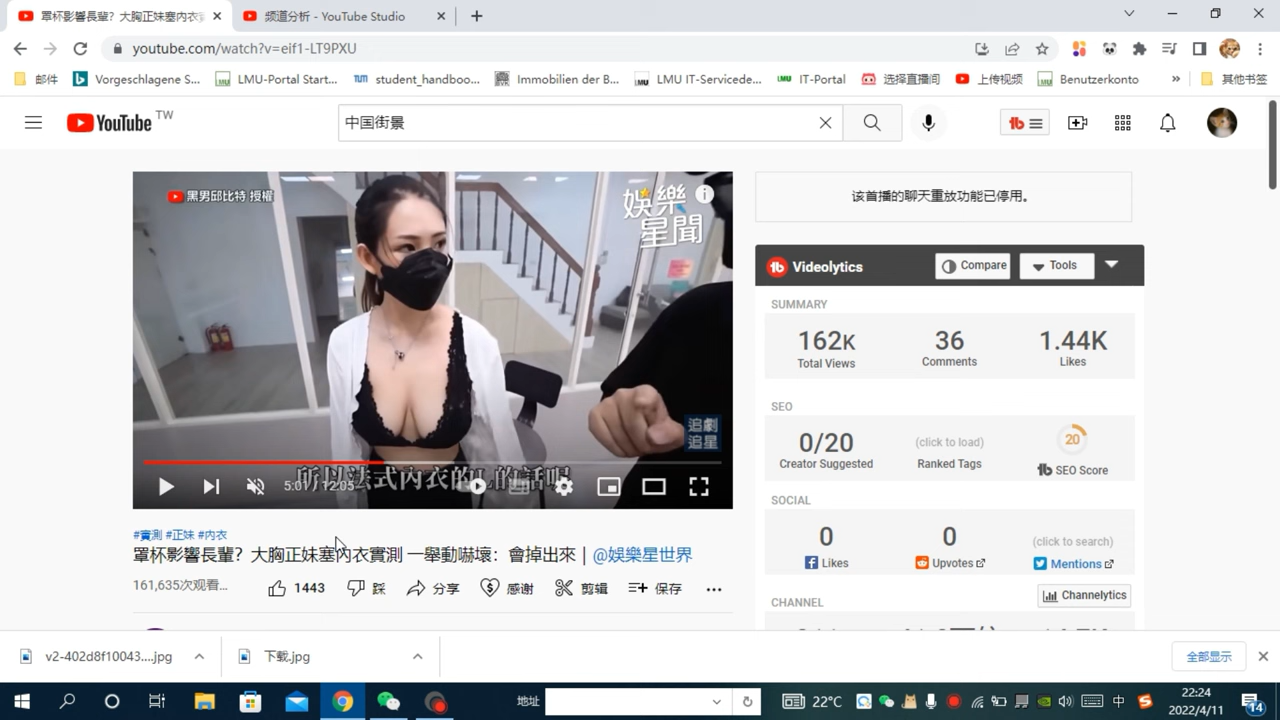 罩杯影響長輩？大胸正妹塞內衣實
频道分析 - YouTube Studio
youtube.com/watch?v=eif1-LT9PXU
邮件
Vorgeschlagene S...
LMU-Portal Start...
student_handboo...
Immobilien der B...
LMU IT-Servicede...
IT-Portal
选择直播间
上传视频
Benutzerkonto
»
其他书签
YouTube TW
中国街景
黑男邱比特 授權
娛樂星聞
追劇追星
所以法式內衣的L的話呢
5:01 / 12:05
该首播的聊天重放功能已停用。
Videolytics
Compare
Tools
SUMMARY
162K
Total Views
36
Comments
1.44K
Likes
SEO
0/20
Creator Suggested
(click to load)
Ranked Tags
20
SEO Score
SOCIAL
0
Likes
0
Upvotes
(click to search)
Mentions
CHANNEL
Channelytics
#實測 #正妹 #內衣
罩杯影響長輩？大胸正妹塞內衣實測 一舉動嚇壞：會掉出來｜@娛樂星世界
161,635次观看...
1443
踩
分享
感谢
剪辑
保存
v2-402d8f10043....jpg
下载.jpg
全部显示
地址
22°C
中
22:24
2022/4/11
14